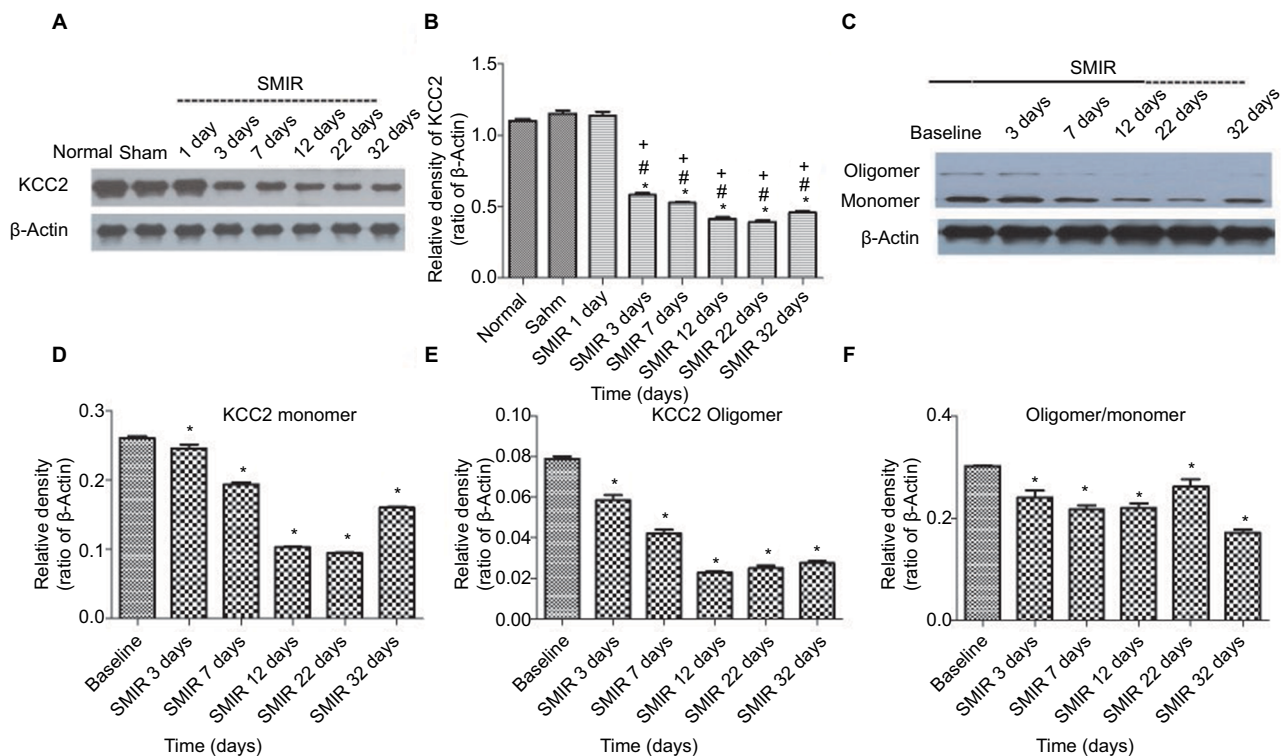 A
SMIR
Normal Sham 1 day 3 days 7 days 12 days 22 days 32 days
KCC2
β-Actin
B
Relative density of KCC2
(ratio of β-Actin)
1.5
1.0
0.5
0.0
+ + + + +
# # # # #
* * * * *
Normal Sahm SMIR 1 day SMIR 3 days SMIR 7 days SMIR 12 days SMIR 22 days SMIR 32 days
Time (days)
C
SMIR
Baseline 3 days 7 days 12 days 22 days 32 days
Oligomer
Monomer
β-Actin
D
KCC2 monomer
Relative density
(ratio of β-Actin)
0.3
0.2
0.1
0.0
* * * * *
Baseline SMIR 3 days SMIR 7 days SMIR 12 days SMIR 22 days SMIR 32 days
Time (days)
E
KCC2 Oligomer
Relative density
(ratio of β-Actin)
0.10
0.08
0.06
0.04
0.02
0.00
* * * * *
Baseline SMIR 3 days SMIR 7 days SMIR 12 days SMIR 22 days SMIR 32 days
Time (days)
F
Oligomer/monomer
Relative density
(ratio of β-Actin)
0.4
0.2
0.0
* * * * *
Baseline SMIR 3 days SMIR 7 days SMIR 12 days SMIR 22 days SMIR 32 days
Time (days)